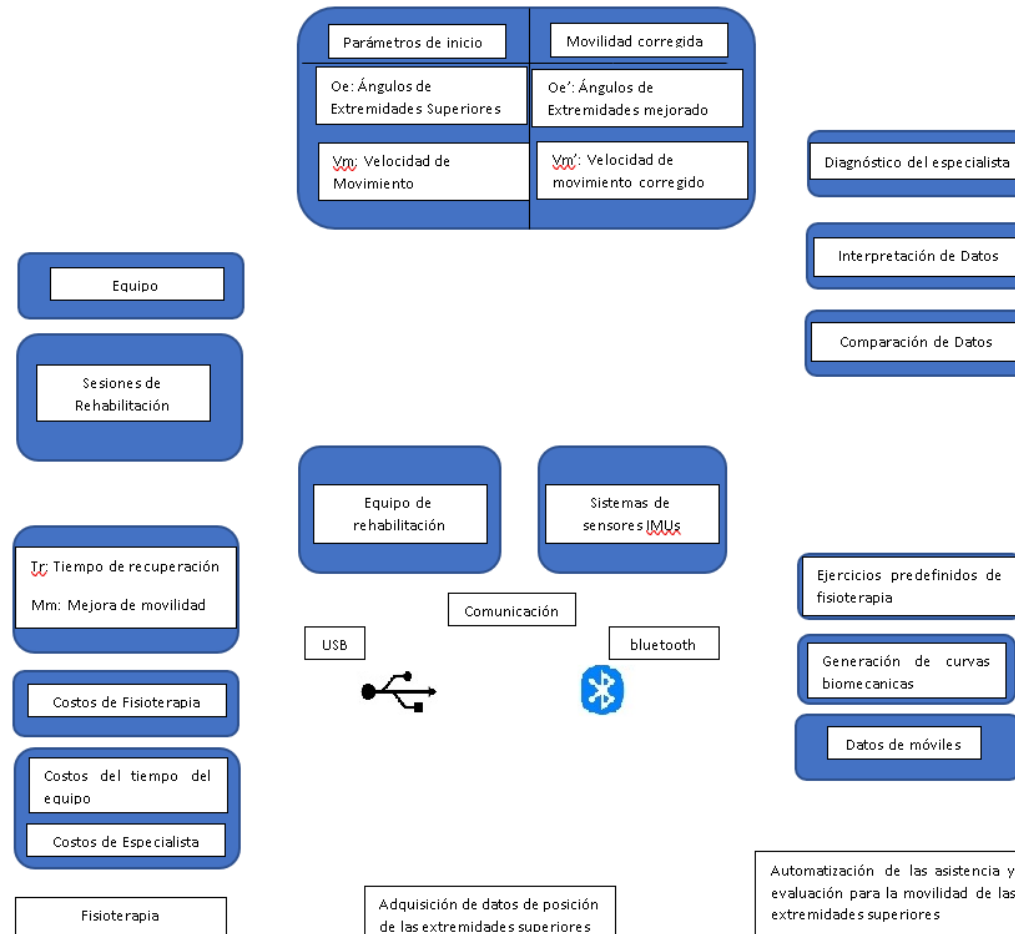 Parámetros de inicio
Movilidad corregida
Oe: Ángulos de
Extremidades Superiores
Oe’: Ángulos de
Extremidades mejorado
Vm: Velocidad de
Movimiento
Vm’: Velocidad de
movimiento corregido
Diagnóstico del especialista
Interpretación de Datos
Comparación de Datos
Equipo
Sesiones de
Rehabilitación
Equipo de
rehabilitación
Sistemas de
sensores IMUs
Tr: Tiempo de recuperación
Mm: Mejora de movilidad
Comunicación
USB
bluetooth
Ejercicios predefinidos de
fisioterapia
Generación de curvas
biomecanicas
Datos de móviles
Costos de Fisioterapia
Costos del tiempo del
equipo
Costos de Especialista
Fisioterapia
Adquisición de datos de posición
de las extremidades superiores
Automatización de las asistencia y
evaluación para la movilidad de las
extremidades superiores